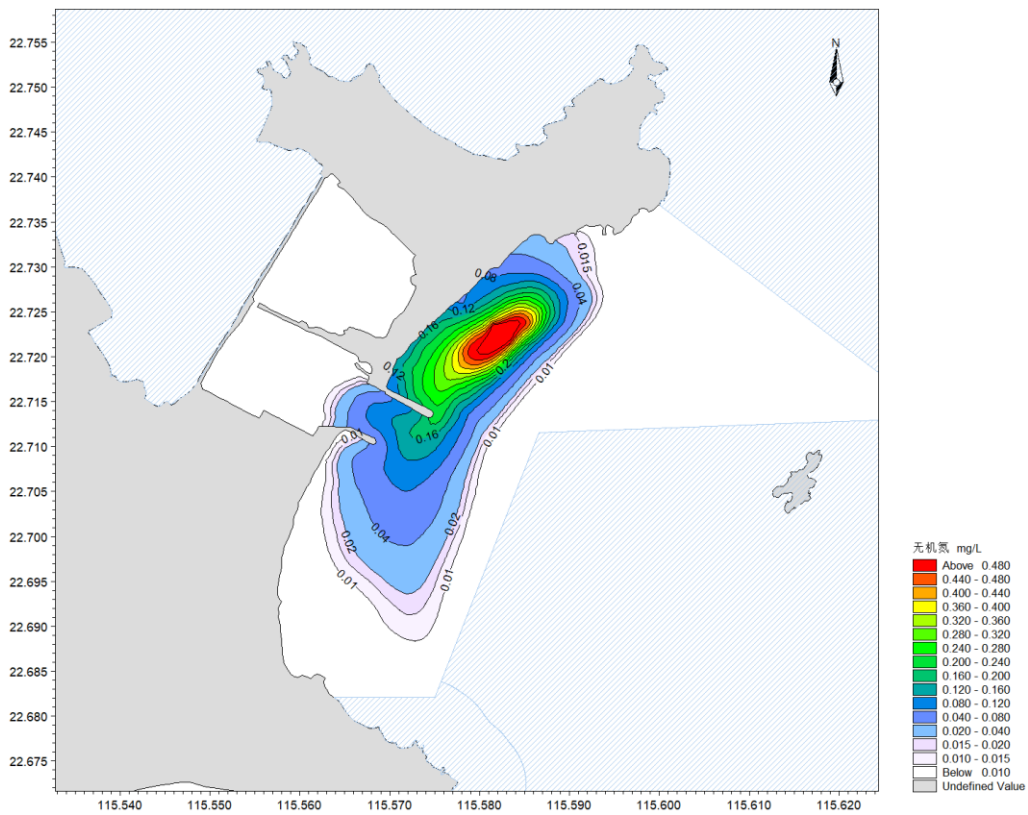 N
22.755
22.750
22.745
22.740
22.735
22.730
22.725
22.720
22.715
22.710
22.705
22.700
22.695
22.690
22.685
22.680
22.675
0.015
0.08
0.04
0.12
0.16
0.12
0.2
0.01
0.16
0.01
0.01
0.02
0.04
0.02
0.01
0.01
无机氮 mg/L
Above 0.480
0.440 - 0.480
0.400 - 0.440
0.360 - 0.400
0.320 - 0.360
0.280 - 0.320
0.240 - 0.280
0.200 - 0.240
0.160 - 0.200
0.120 - 0.160
0.080 - 0.120
0.040 - 0.080
0.020 - 0.040
0.015 - 0.020
0.010 - 0.015
Below 0.010
Undefined Value
115.540 115.550 115.560 115.570 115.580 115.590 115.600 115.610 115.620